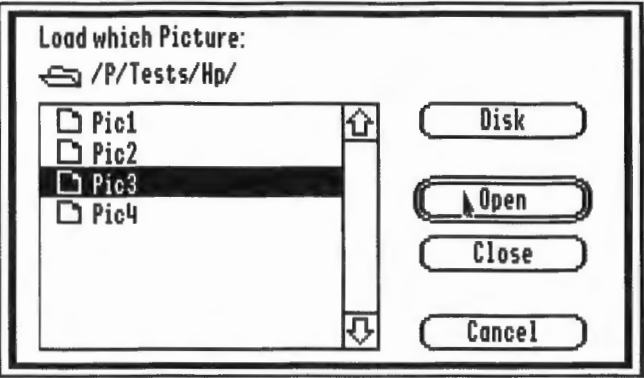 Load which Picture:
/P/Tests/Hp/
Pic1
Pic2
Pic3
Pic4
Disk
Open
Close
Cancel